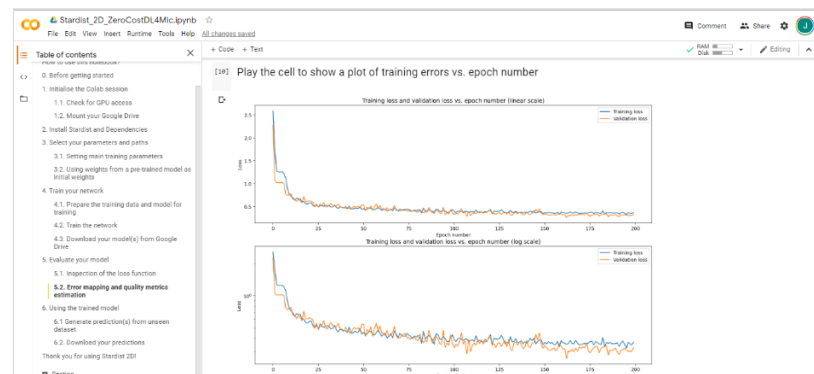 CO Stardist_2D_ZeroCostDL4Mic.ipynb
File Edit View Insert Runtime Tools Help All changes saved
Comment Share J
Table of contents
+ Code + Text
RAM
Disk
Editing
How to use this notebook?
0. Before getting started
1. Initialise the Colab session
1.1. Check for GPU access
1.2. Mount your Google Drive
2. Install Stardist and Dependencies
3. Select your parameters and paths
3.1. Setting main training parameters
3.2. Using weights from a pre-trained model as
initial weights
4. Train your network
4.1. Prepare the training data and model for
training
4.2. Train the network
4.3. Download your model(s) from Google
Drive
5. Evaluate your model
5.1. Inspection of the loss function
5.2. Error mapping and quality metrics
estimation
6. Using the trained model
6.1 Generate prediction(s) from unseen
dataset
6.2. Download your predictions
Thank you for using Stardist 2D!
[10] Play the cell to show a plot of training errors vs. epoch number
Training loss and validation loss vs. epoch number (linear scale)
Training loss
Validation loss
Loss
2.5
2.0
1.5
1.0
0.5
0 25 50 75 100 125 150 175 200
Epoch number
Training loss and validation loss vs. epoch number (log scale)
Training loss
Validation loss
Loss
10⁰
0 25 50 75 100 125 150 175 200